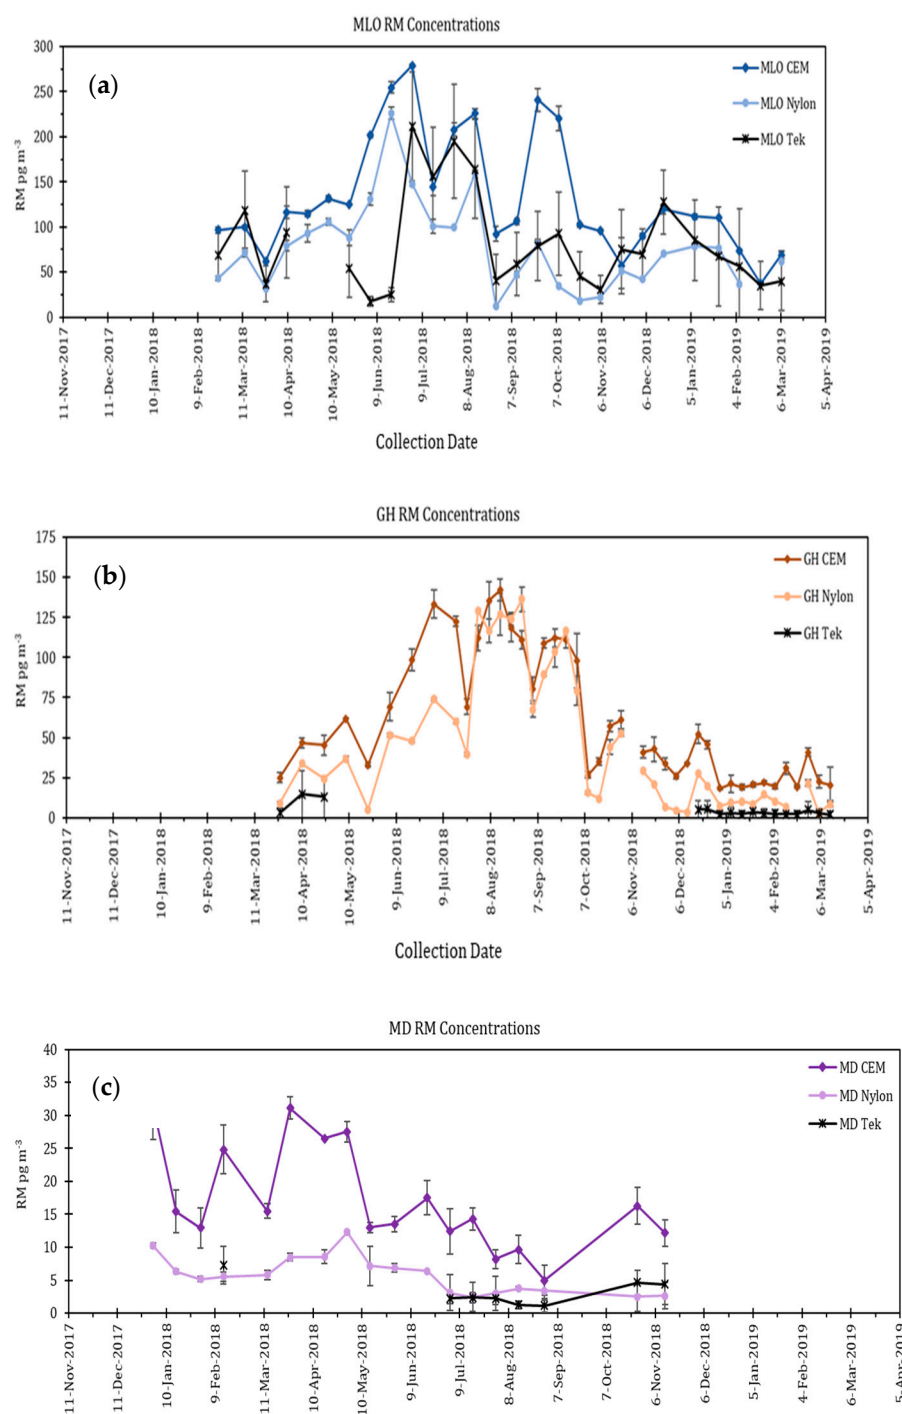 MLO RM Concentrations
(a)
MLO CEM
MLO Nylon
MLO Tek
RM pg m-3
300
250
200
150
100
50
0
11-Nov-2017
11-Dec-2017
10-Jan-2018
9-Feb-2018
11-Mar-2018
10-Apr-2018
10-May-2018
9-Jun-2018
9-Jul-2018
8-Aug-2018
7-Sep-2018
7-Oct-2018
6-Nov-2018
6-Dec-2018
5-Jan-2019
4-Feb-2019
6-Mar-2019
5-Apr-2019
Collection Date
GH RM Concentrations
(b)
GH CEM
GH Nylon
GH Tek
RM pg m-3
175
150
125
100
75
50
25
0
11-Nov-2017
11-Dec-2017
10-Jan-2018
9-Feb-2018
11-Mar-2018
10-Apr-2018
10-May-2018
9-Jun-2018
9-Jul-2018
8-Aug-2018
7-Sep-2018
7-Oct-2018
6-Nov-2018
6-Dec-2018
5-Jan-2019
4-Feb-2019
6-Mar-2019
5-Apr-2019
Collection Date
MD RM Concentrations
(c)
MD CEM
MD Nylon
MD Tek
RM pg m-3
40
35
30
25
20
15
10
5
0
11-Nov-2017
11-Dec-2017
10-Jan-2018
9-Feb-2018
11-Mar-2018
10-Apr-2018
10-May-2018
9-Jun-2018
9-Jul-2018
8-Aug-2018
7-Sep-2018
7-Oct-2018
6-Nov-2018
6-Dec-2018
5-Jan-2019
4-Feb-2019
6-Mar-2019
5-Apr-2019